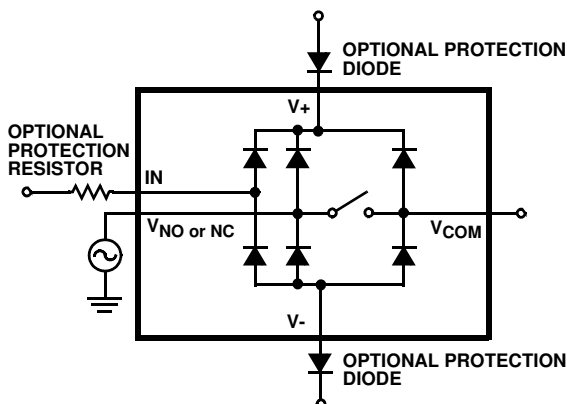 OPTIONAL PROTECTION
DIODE
V+
OPTIONAL
PROTECTION
RESISTOR
IN
VNO or NC
VCOM
V-
OPTIONAL PROTECTION
DIODE